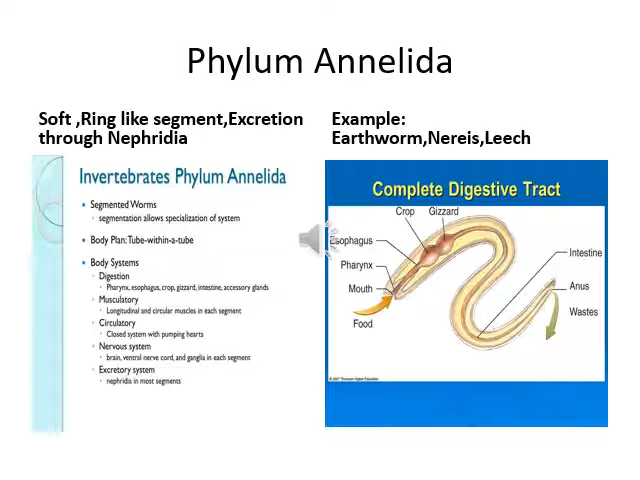 Phylum Annelida
Soft ,Ring like segment,Excretion
through Nephridia
Invertebrates Phylum Annelida
Segmented Worms
segmentation allows specialization of system
Body Plan: Tube-within-a-tube
Body Systems
Digestion
Pharynx, esophagus, crop, gizzard, intestine, accessory glands
Musculatory
Longitudinal and circular muscles in each segment
Circulatory
Closed system with pumping hearts
Nervous system
brain, ventral nerve cord, and ganglia in each segment
Excretory system
nephridia in most segments
Example:
Earthworm,Nereis,Leech
Complete Digestive Tract
Crop
Gizzard
Esophagus
Pharynx
Mouth
Food
Intestine
Anus
Wastes
© 2007 Thomson Higher Education